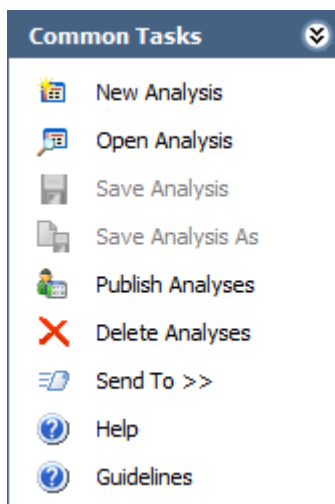 Common Tasks
New Analysis
Open Analysis
Save Analysis
Save Analysis As
Publish Analyses
Delete Analyses
Send To >>
Help
Guidelines